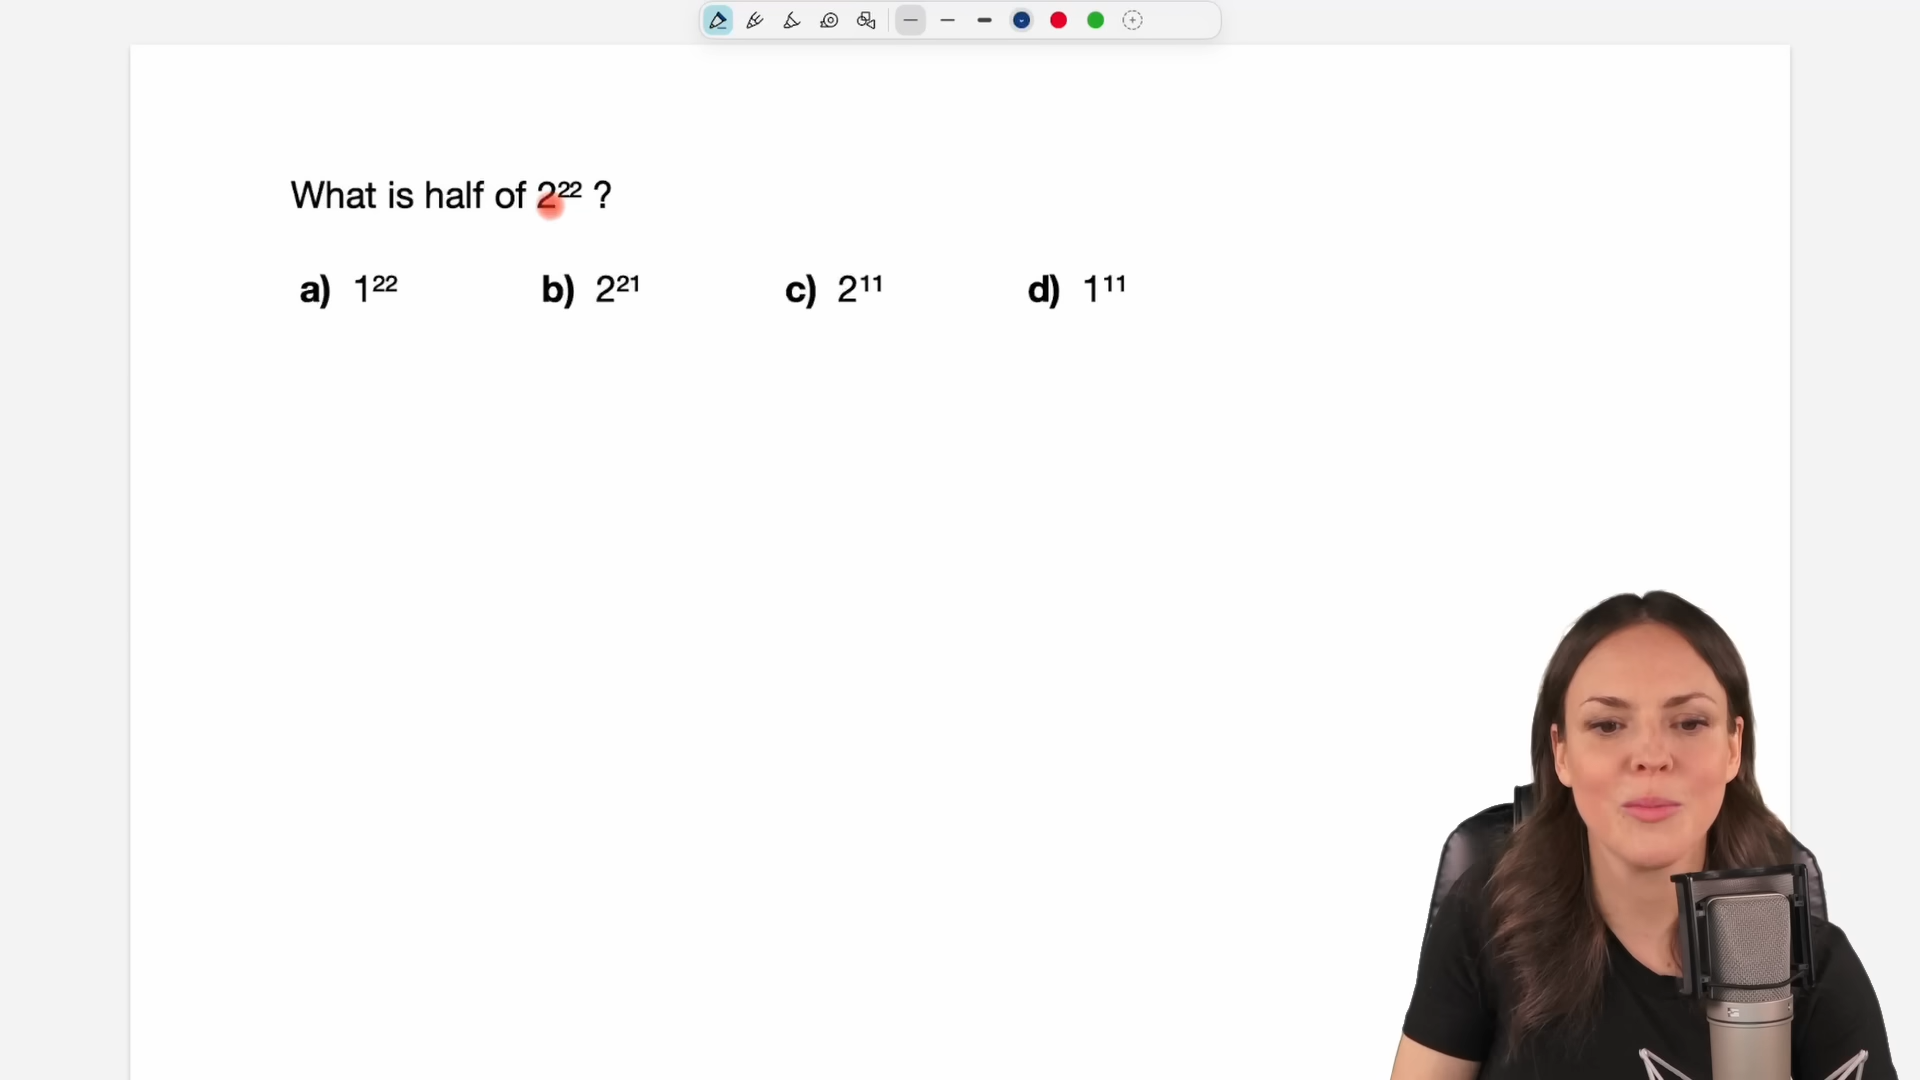 What is half of 2²² ?
a) 1²² b) 2²¹ c) 2¹¹ d) 1¹¹